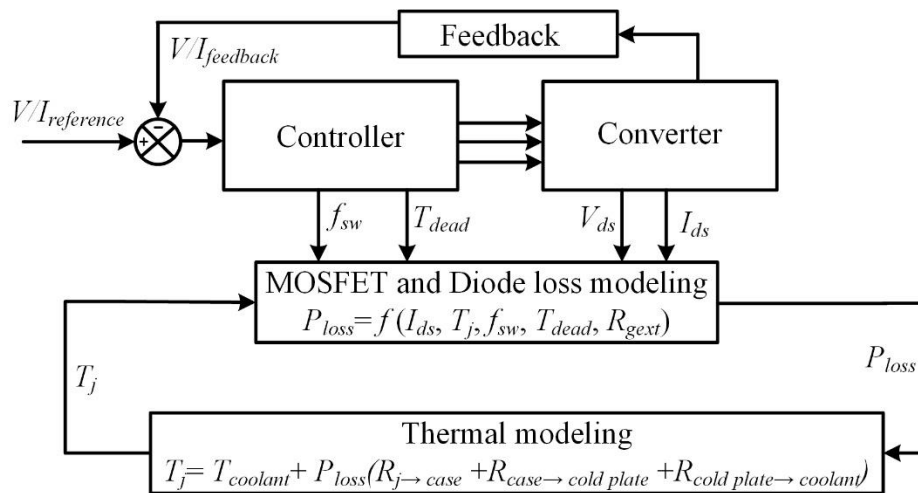 Feedback
V/I_feedback
V/I_reference
−
+
Controller
Converter
f_sw
T_dead
V_ds
I_ds
MOSFET and Diode loss modeling
P_loss= f (I_ds, T_j, f_sw, T_dead, R_gext)
T_j
P_loss
Thermal modeling
T_j= T_coolant+ P_loss(R_j→ case +R_case→ cold plate +R_cold plate→ coolant)